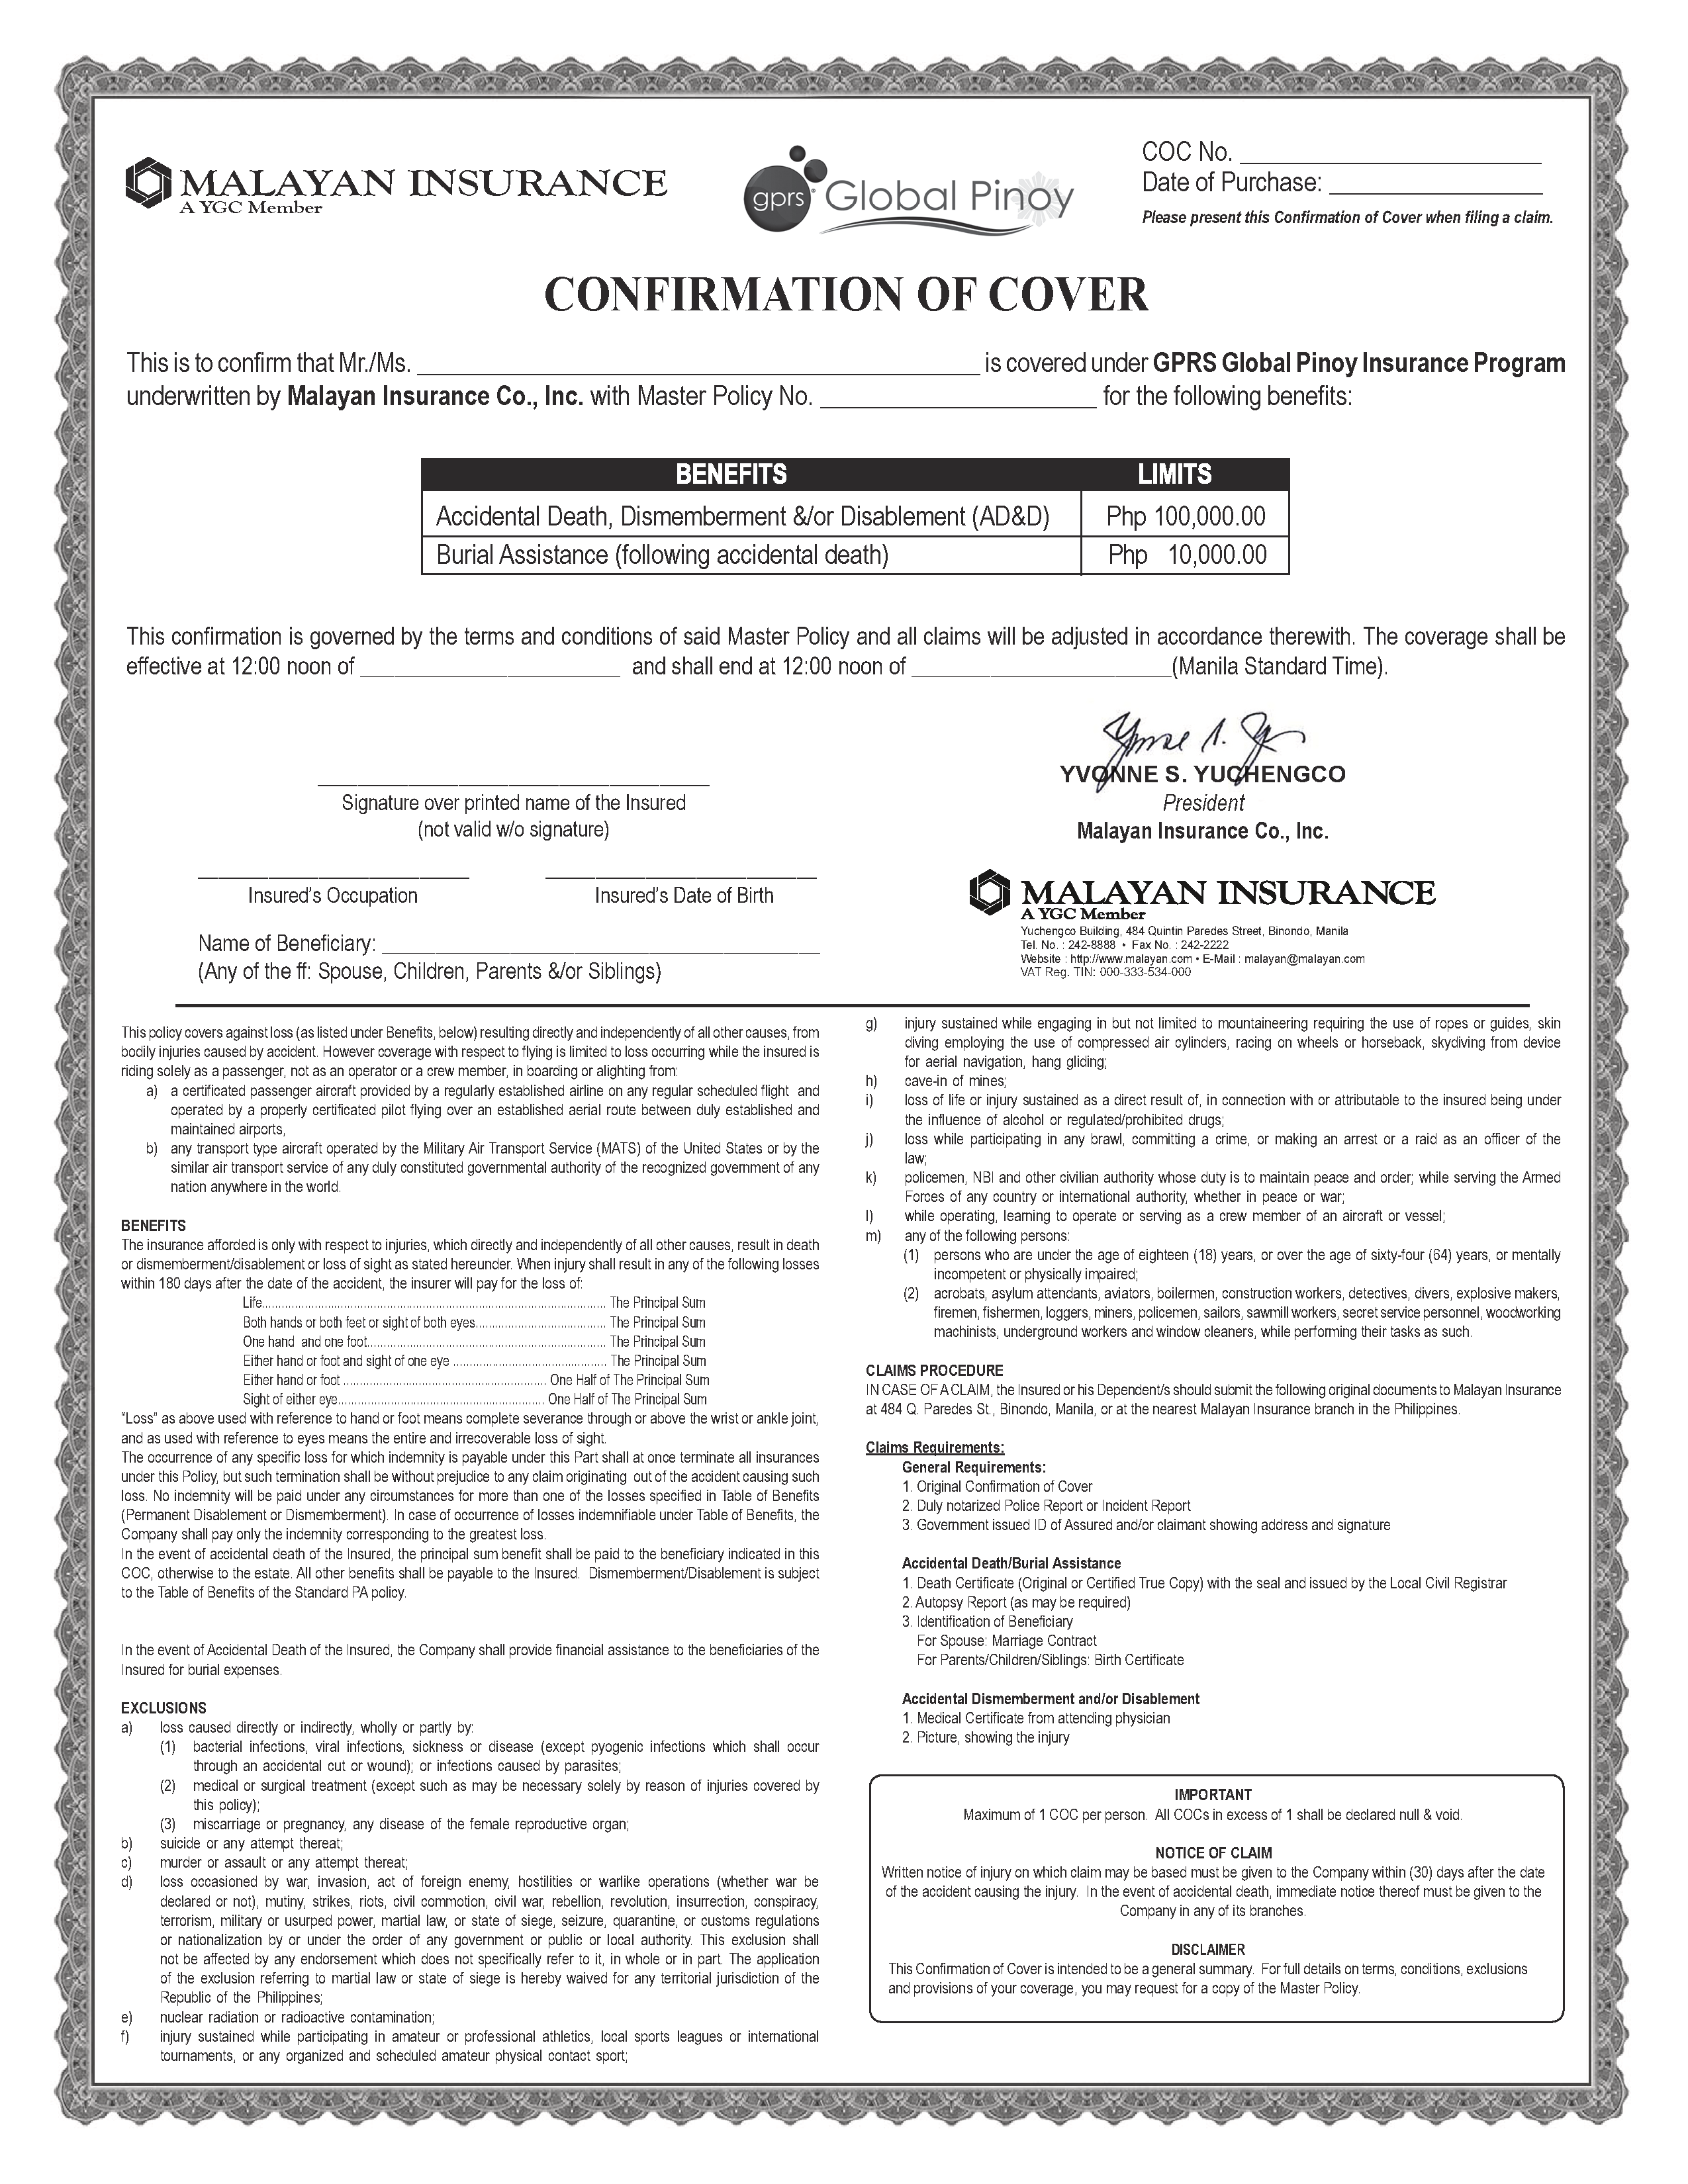 MALAYAN INSURANCE
A YGC Member
gprs Global Pinoy
COC No. ____________________
Date of Purchase: ______________
Please present this Confirmation of Cover when filing a claim.
CONFIRMATION OF COVER
This is to confirm that Mr./Ms. ________________________________________ is covered under GPRS Global Pinoy Insurance Program
underwritten by Malayan Insurance Co., Inc. with Master Policy No. ____________________ for the following benefits:
BENEFITS LIMITS
Accidental Death, Dismemberment &/or Disablement (AD&D) Php 100,000.00
Burial Assistance (following accidental death) Php 10,000.00
This confirmation is governed by the terms and conditions of said Master Policy and all claims will be adjusted in accordance therewith. The coverage shall be
effective at 12:00 noon of ____________________ and shall end at 12:00 noon of ____________________(Manila Standard Time).
Signature over printed name of the Insured
(not valid w/o signature)
YVONNE S. YUCHENGCO
President
Malayan Insurance Co., Inc.
Insured's Occupation Insured's Date of Birth
Name of Beneficiary: ________________________________
(Any of the ff: Spouse, Children, Parents &/or Siblings)
MALAYAN INSURANCE
A YGC Member
Yuchengco Building, 484 Quintin Paredes Street, Binondo, Manila
Tel. No. : 242-8888 • Fax No. : 242-2222
Website : http://www.malayan.com • E-Mail : malayan@malayan.com
VAT Reg. TIN: 000-333-534-000
This policy covers against loss (as listed under Benefits, below) resulting directly and independently of all other causes, from
bodily injuries caused by accident. However coverage with respect to flying is limited to loss occurring while the insured is
riding solely as a passenger, not as an operator or a crew member, in boarding or alighting from:
a) a certificated passenger aircraft provided by a regularly established airline on any regular scheduled flight and
operated by a properly certificated pilot flying over an established aerial route between duly established and
maintained airports,
b) any transport type aircraft operated by the Military Air Transport Service (MATS) of the United States or by the
similar air transport service of any duly constituted governmental authority of the recognized government of any
nation anywhere in the world.
BENEFITS
The insurance afforded is only with respect to injuries, which directly and independently of all other causes, result in death
or dismemberment/disablement or loss of sight as stated hereunder. When injury shall result in any of the following losses
within 180 days after the date of the accident, the insurer will pay for the loss of:
Life.................... The Principal Sum
Both hands or both feet or sight of both eyes.................... The Principal Sum
One hand and one foot.................... The Principal Sum
Either hand or foot and sight of one eye .................... The Principal Sum
Either hand or foot .................... One Half of The Principal Sum
Sight of either eye.................... One Half of The Principal Sum
"Loss" as above used with reference to hand or foot means complete severance through or above the wrist or ankle joint,
and as used with reference to eyes means the entire and irrecoverable loss of sight.
The occurrence of any specific loss for which indemnity is payable under this Part shall at once terminate all insurances
under this Policy, but such termination shall be without prejudice to any claim originating out of the accident causing such
loss. No indemnity will be paid under any circumstances for more than one of the losses specified in Table of Benefits
(Permanent Disablement or Dismemberment). In case of occurrence of losses indemnifiable under Table of Benefits, the
Company shall pay only the indemnity corresponding to the greatest loss.
In the event of accidental death of the Insured, the principal sum benefit shall be paid to the beneficiary indicated in this
COC, otherwise to the estate. All other benefits shall be payable to the Insured. Dismemberment/Disablement is subject
to the Table of Benefits of the Standard PA policy.
In the event of Accidental Death of the Insured, the Company shall provide financial assistance to the beneficiaries of the
Insured for burial expenses.
EXCLUSIONS
a) loss caused directly or indirectly, wholly or partly by:
(1) bacterial infections, viral infections, sickness or disease (except pyogenic infections which shall occur
through an accidental cut or wound); or infections caused by parasites;
(2) medical or surgical treatment (except such as may be necessary solely by reason of injuries covered by
this policy);
(3) miscarriage or pregnancy, any disease of the female reproductive organ;
b) suicide or any attempt thereat;
c) murder or assault or any attempt thereat;
d) loss occasioned by war, invasion, act of foreign enemy, hostilities or warlike operations (whether war be
declared or not), mutiny, strikes, riots, civil commotion, civil war, rebellion, revolution, insurrection, conspiracy,
terrorism, military or usurped power, martial law, or state of siege, seizure, quarantine, or customs regulations
or nationalization by or under the order of any government or public or local authority. This exclusion shall
not be affected by any endorsement which does not specifically refer to it, in whole or in part. The application
of the exclusion referring to martial law or state of siege is hereby waived for any territorial jurisdiction of the
Republic of the Philippines;
e) nuclear radiation or radioactive contamination;
f) injury sustained while participating in amateur or professional athletics, local sports leagues or international
tournaments, or any organized and scheduled amateur physical contact sport;
g) injury sustained while engaging in but not limited to mountaineering requiring the use of ropes or guides, skin
diving employing the use of compressed air cylinders, racing on wheels or horseback, skydiving from device
for aerial navigation, hang gliding;
h) cave-in of mines;
i) loss of life or injury sustained as a direct result of, in connection with or attributable to the insured being under
the influence of alcohol or regulated/prohibited drugs;
j) loss while participating in any brawl, committing a crime, or making an arrest or a raid as an officer of the
law;
k) policemen, NBI and other civilian authority whose duty is to maintain peace and order; while serving the Armed
Forces of any country or international authority, whether in peace or war;
l) while operating, learning to operate or serving as a crew member of an aircraft or vessel;
m) any of the following persons:
(1) persons who are under the age of eighteen (18) years, or over the age of sixty-four (64) years, or mentally
incompetent or physically impaired;
(2) acrobats, asylum attendants, aviators, boilermen, construction workers, detectives, divers, explosive makers,
firemen, fishermen, loggers, miners, policemen, sailors, sawmill workers, secret service personnel, woodworking
machinists, underground workers and window cleaners, while performing their tasks as such.
CLAIMS PROCEDURE
IN CASE OF A CLAIM, the Insured or his Dependent/s should submit the following original documents to Malayan Insurance
at 484 Q. Paredes St., Binondo, Manila, or at the nearest Malayan Insurance branch in the Philippines.
Claims Requirements:
General Requirements:
1. Original Confirmation of Cover
2. Duly notarized Police Report or Incident Report
3. Government issued ID of Assured and/or claimant showing address and signature
Accidental Death/Burial Assistance
1. Death Certificate (Original or Certified True Copy) with the seal and issued by the Local Civil Registrar
2. Autopsy Report (as may be required)
3. Identification of Beneficiary
For Spouse: Marriage Contract
For Parents/Children/Siblings: Birth Certificate
Accidental Dismemberment and/or Disablement
1. Medical Certificate from attending physician
2. Picture, showing the injury
IMPORTANT
Maximum of 1 COC per person. All COCs in excess of 1 shall be declared null & void.
NOTICE OF CLAIM
Written notice of injury on which claim may be based must be given to the Company within (30) days after the date
of the accident causing the injury. In the event of accidental death, immediate notice thereof must be given to the
Company in any of its branches.
DISCLAIMER
This Confirmation of Cover is intended to be a general summary. For full details on terms, conditions, exclusions
and provisions of your coverage, you may request for a copy of the Master Policy.